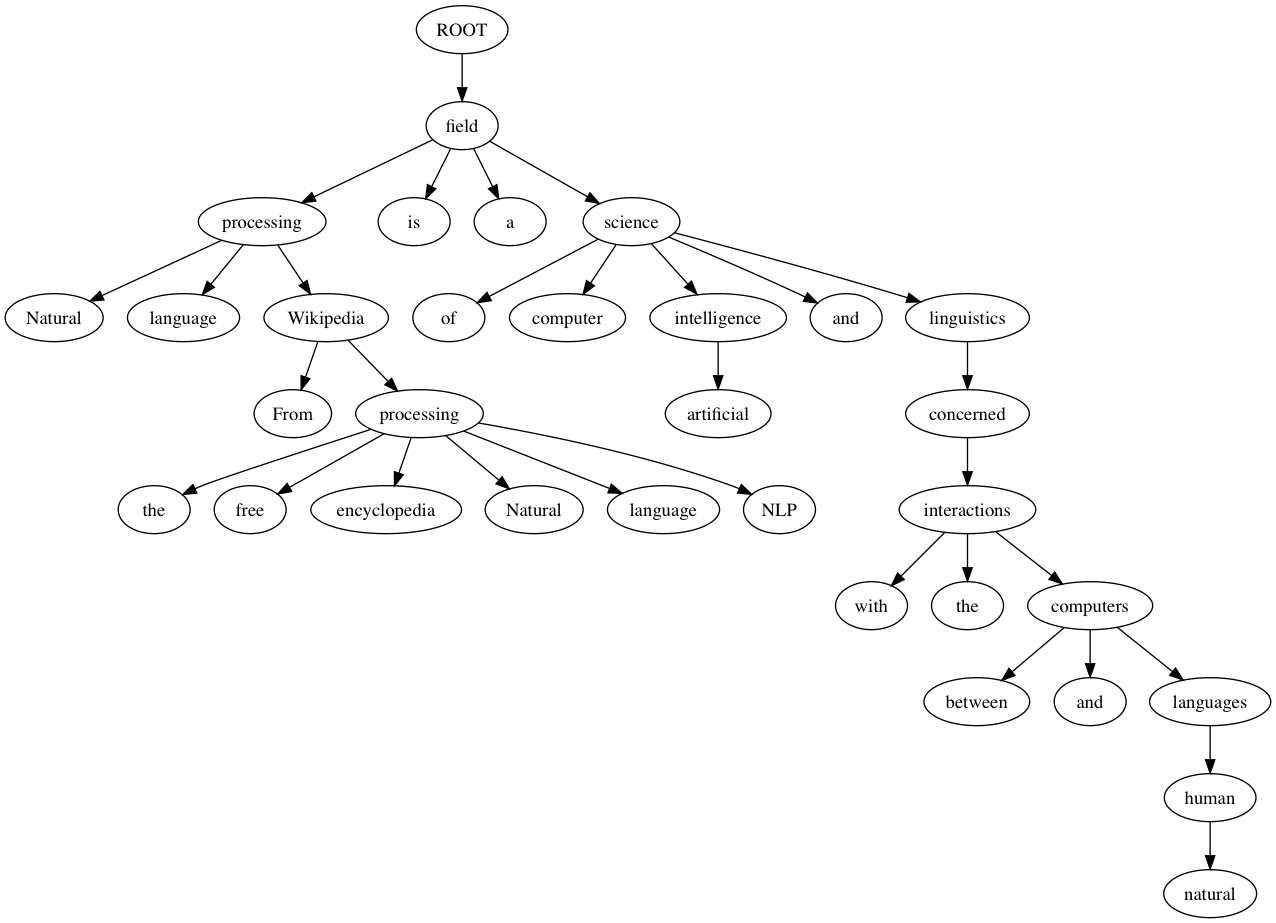 ROOT
field
processing
is
a
science
Natural
language
Wikipedia
of
computer
intelligence
and
linguistics
From
processing
artificial
concerned
the
free
encyclopedia
Natural
language
NLP
interactions
with
the
computers
between
and
languages
human
natural